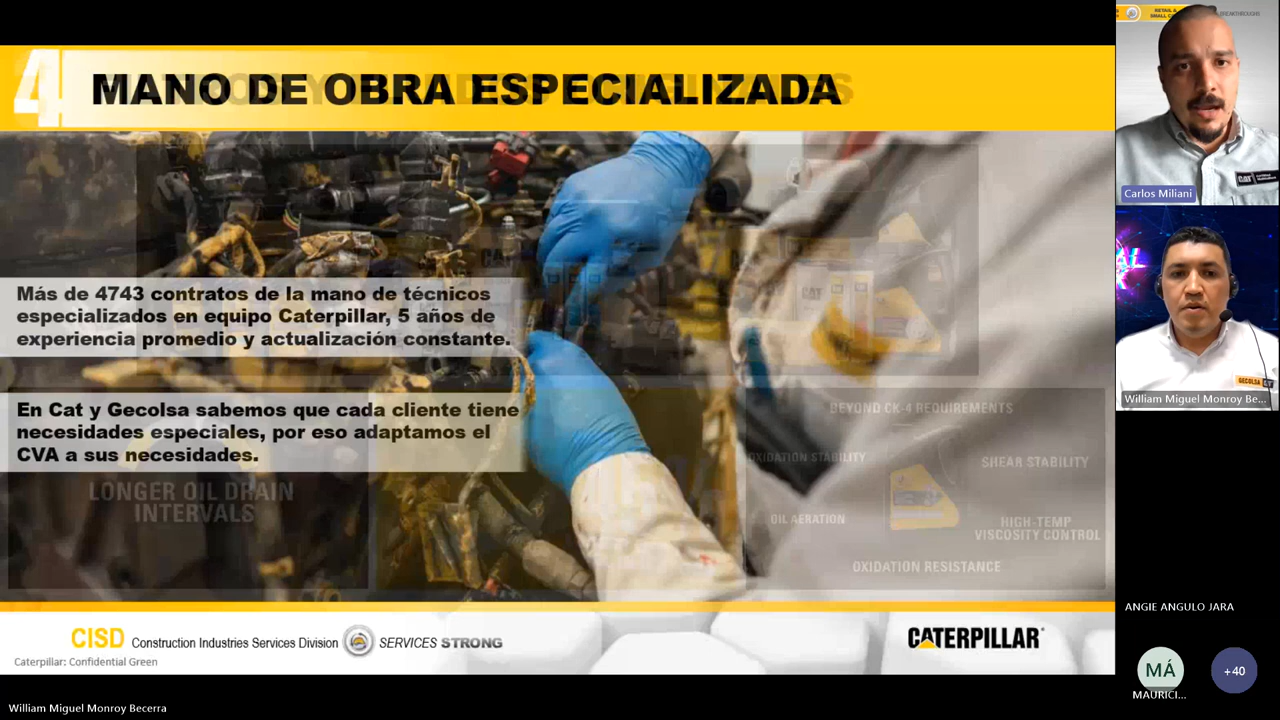 4
MANO DE OBRA ESPECIALIZADA
Más de 4743 contratos de la mano de técnicos
especializados en equipo Caterpillar, 5 años de
experiencia promedio y actualización constante.
En Cat y Gecolsa sabemos que cada cliente tiene
necesidades especiales, por eso adaptamos el
CVA a sus necesidades.
LONGER OIL DRAIN
INTERVALS
BEYOND CK-4 REQUIREMENTS
OXIDATION STABILITY
SHEAR STABILITY
OIL AERATION
HIGH-TEMP
VISCOSITY CONTROL
OXIDATION RESISTANCE
CISD Construction Industries Services Division SERVICES STRONG
CATERPILLAR
Caterpillar: Confidential Green
William Miguel Monroy Becerra
BREAKTHROUGHS
CAT
Carlos Miliani
GECOLSA
William Miguel Monroy Be...
ANGIE ANGULO JARA
MÁ
+40
MAURICI...